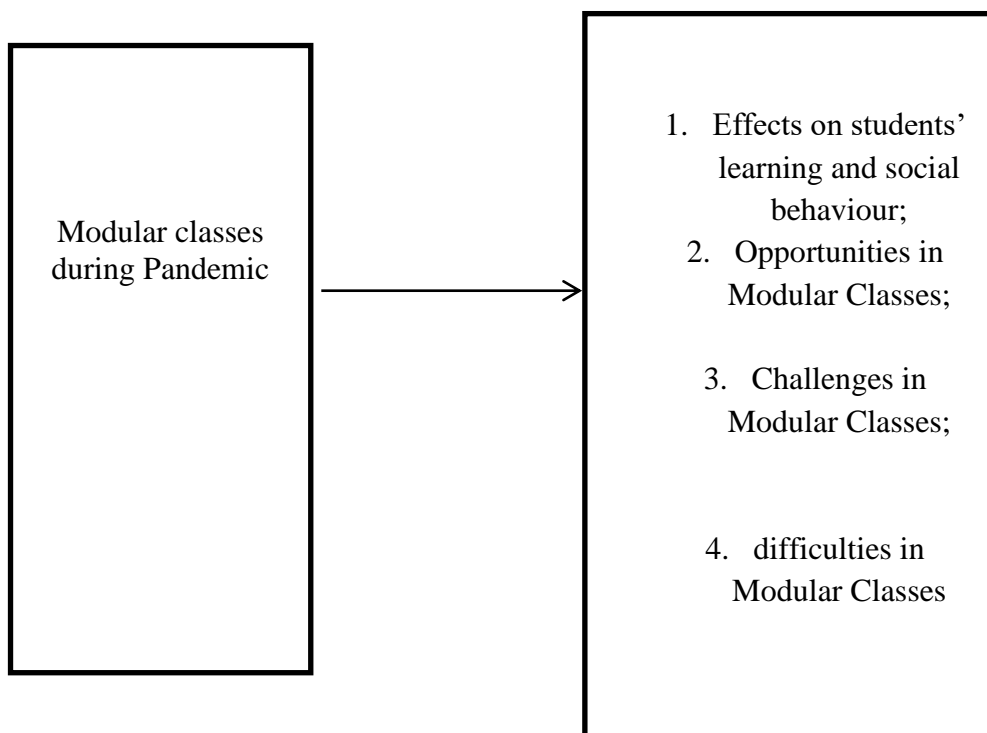 Modular classes
during Pandemic
1. Effects on students’
learning and social
behaviour;
2. Opportunities in
Modular Classes;
3. Challenges in
Modular Classes;
4. difficulties in
Modular Classes